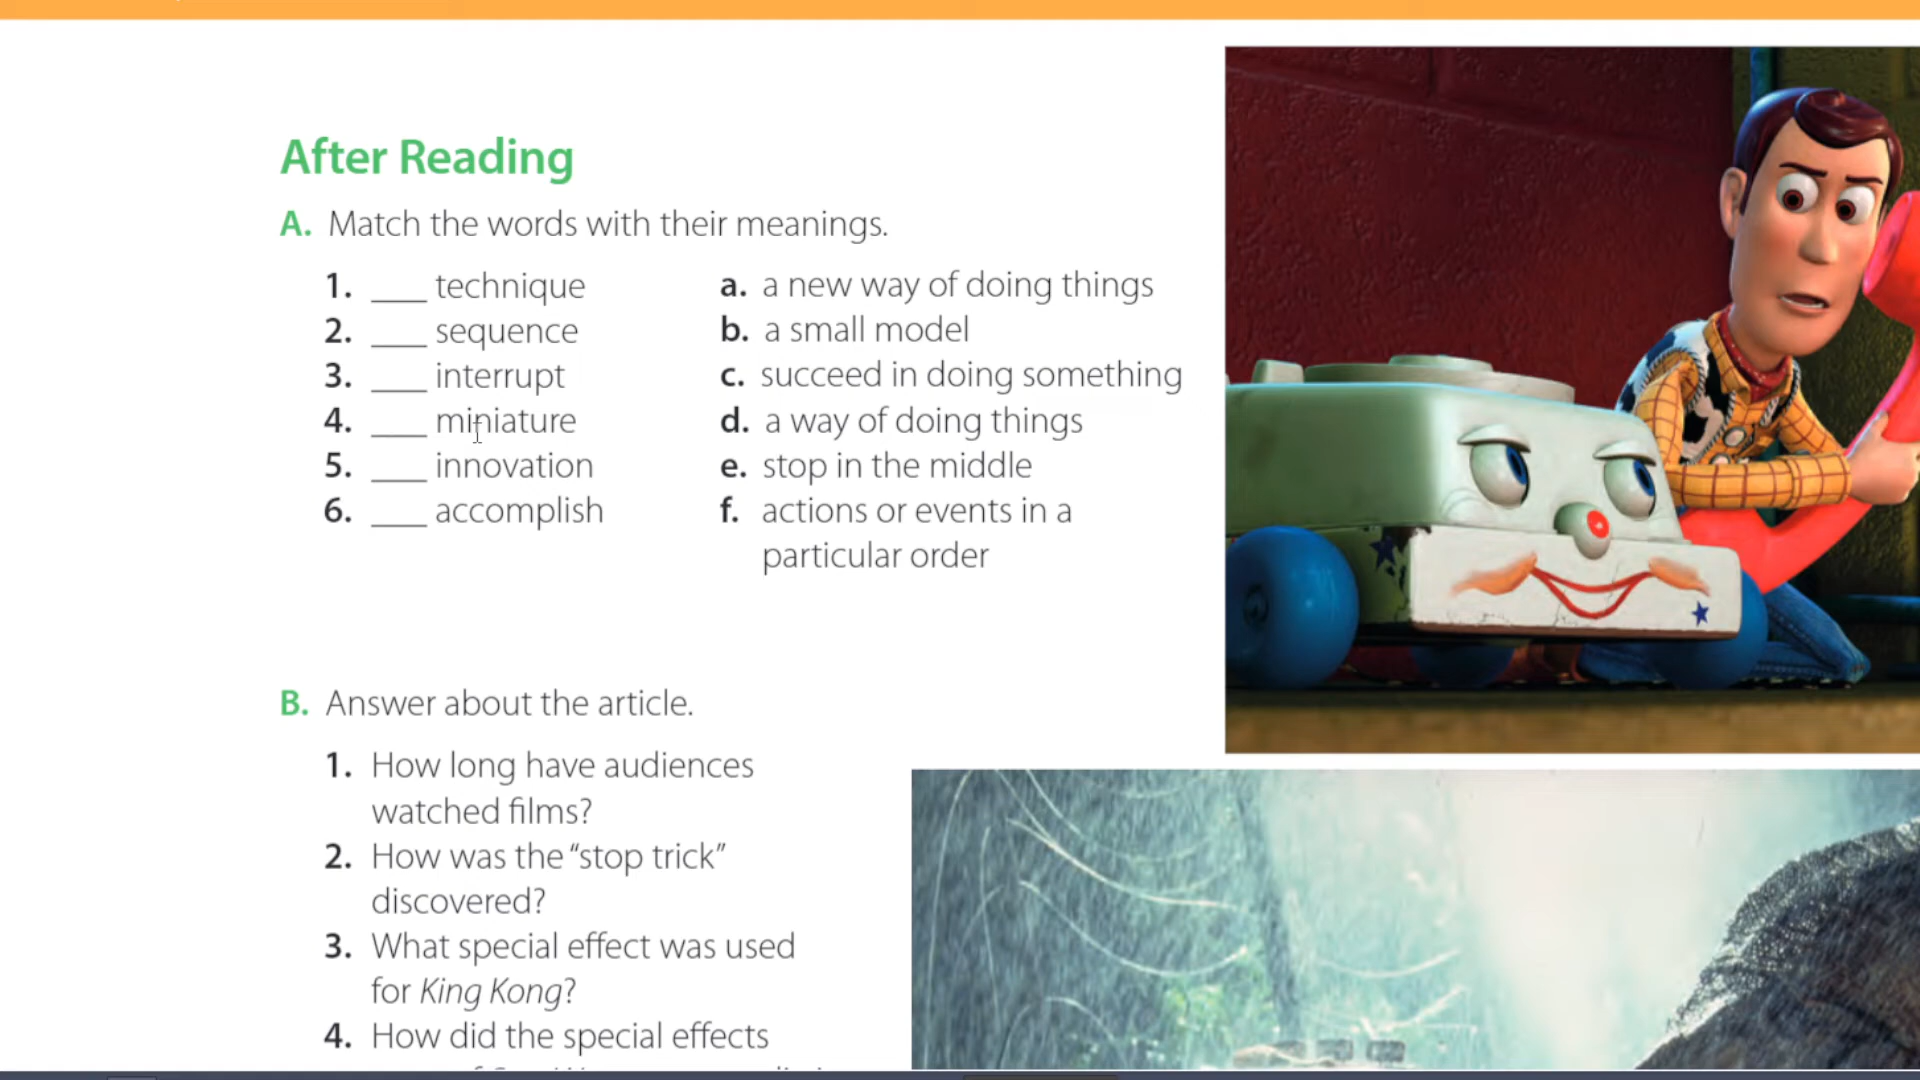 After Reading
A. Match the words with their meanings.
1. ___ technique
2. ___ sequence
3. ___ interrupt
4. ___ miniature
5. ___ innovation
6. ___ accomplish
a. a new way of doing things
b. a small model
c. succeed in doing something
d. a way of doing things
e. stop in the middle
f. actions or events in a
particular order
B. Answer about the article.
1. How long have audiences
watched films?
2. How was the “stop trick”
discovered?
3. What special effect was used
for King Kong?
4. How did the special effects